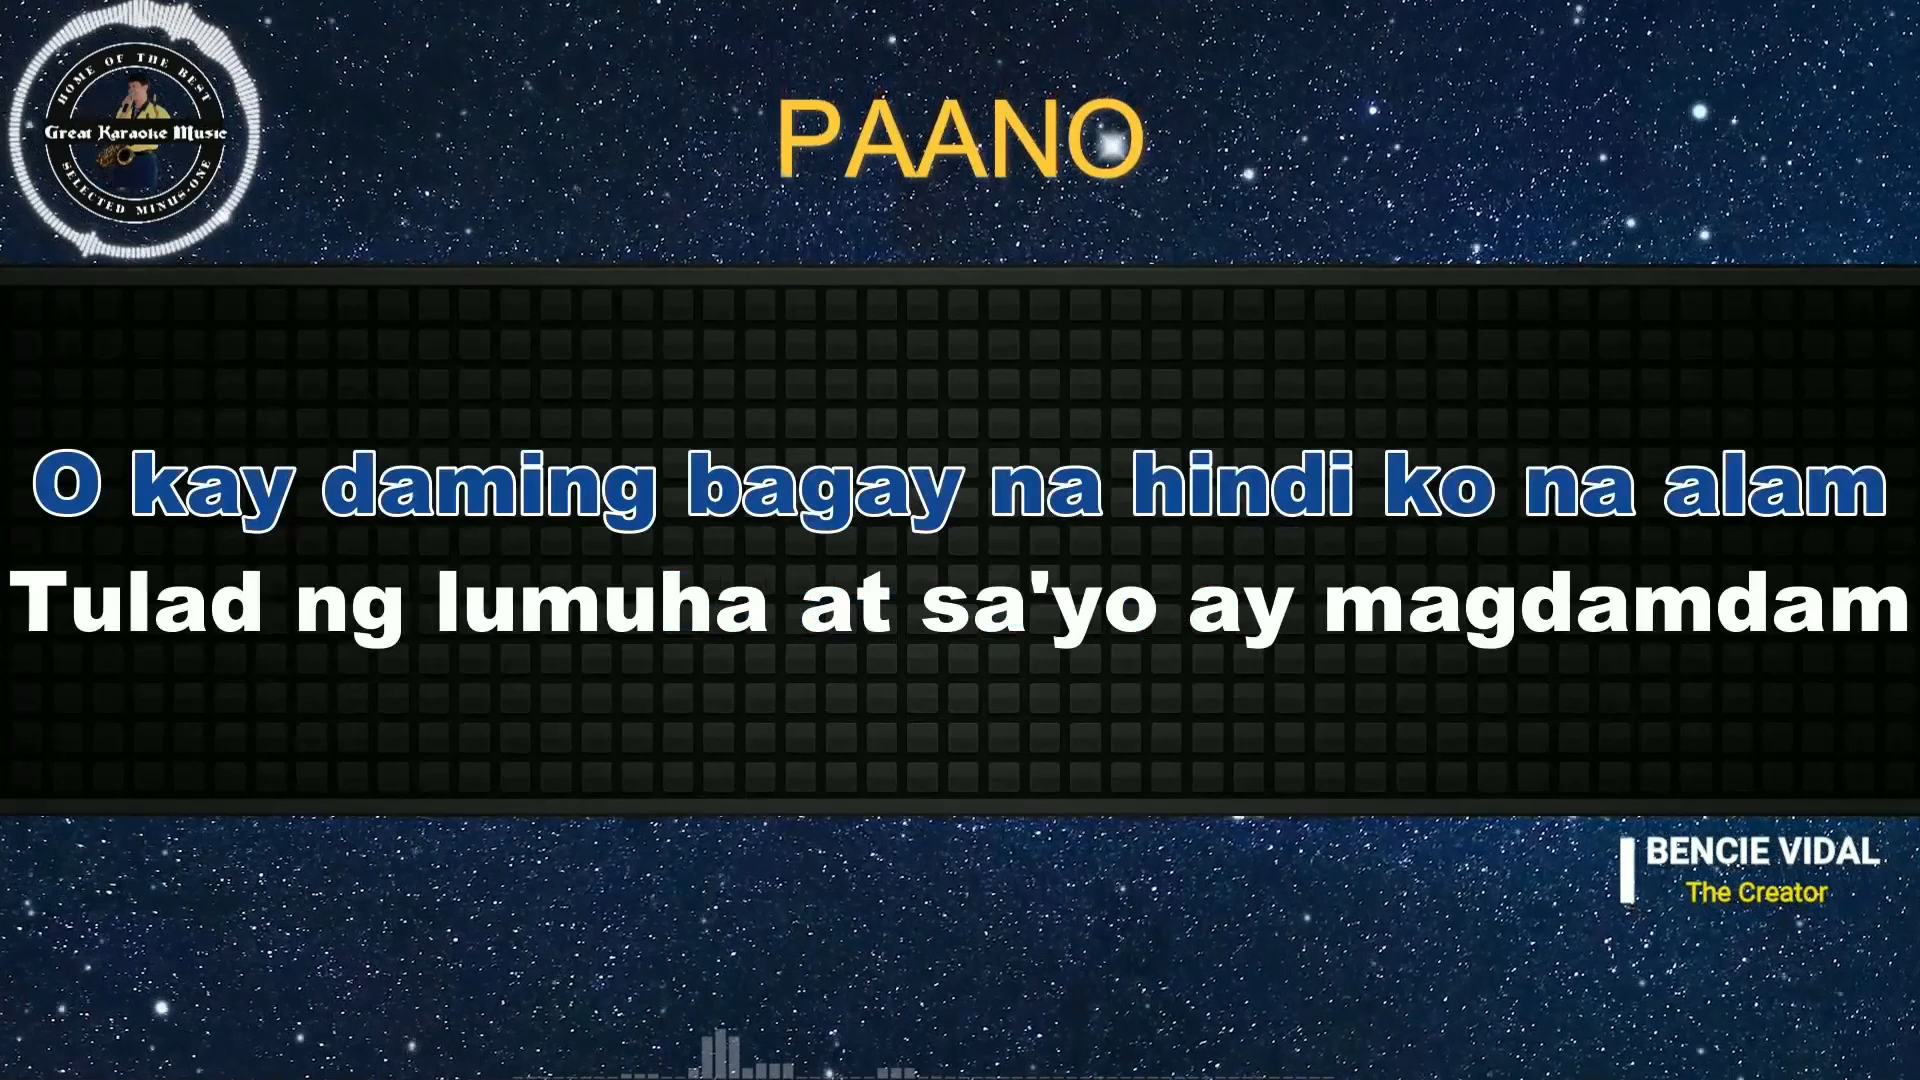 HOME OF THE BEST
Great Karaoke Music
SELECTED MINUS-ONE
PAANO
O kay daming bagay na hindi ko na alam
Tulad ng lumuha at sa'yo ay magdamdam
BENCIE VIDAL
The Creator